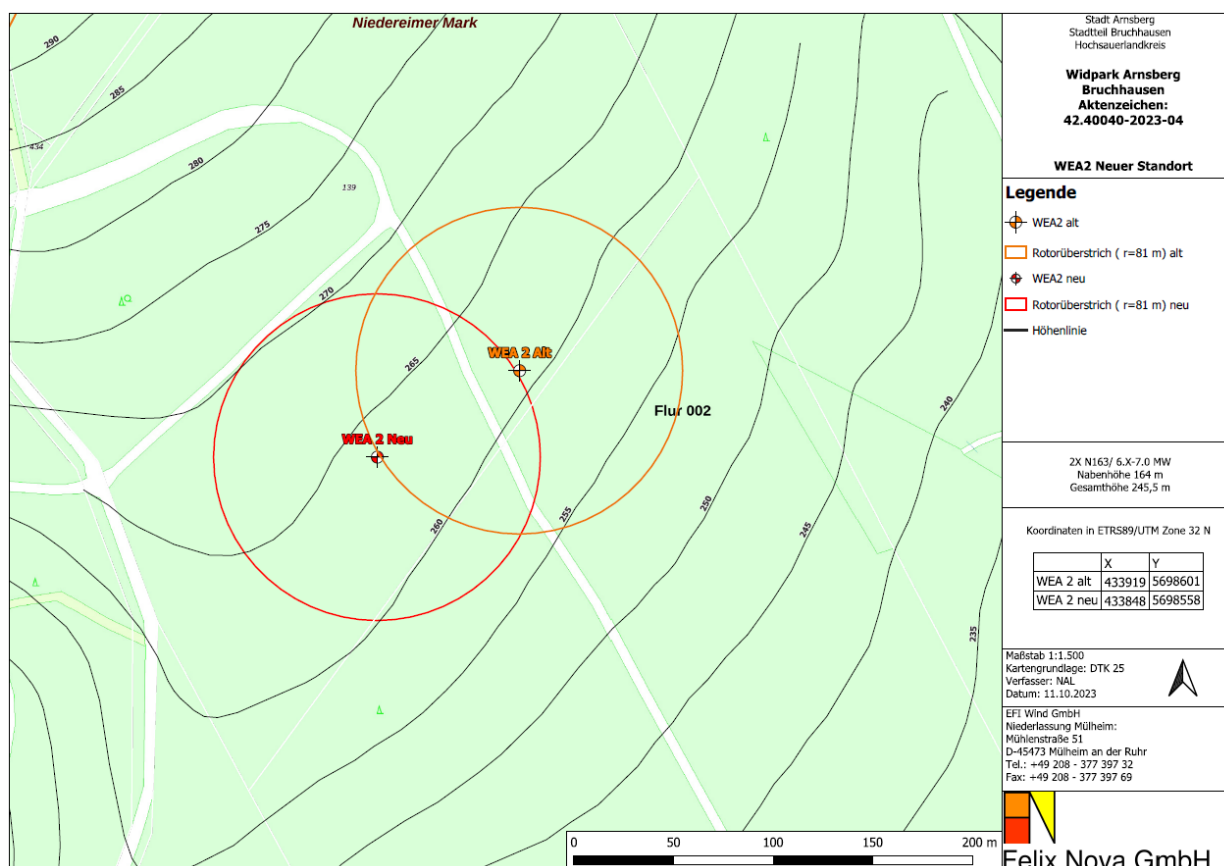 Niedereimer Mark
290
285
434
280
139
275
270
265
WEA 2 Alt
Flur 002
240
WEA 2 Neu
260
255
250
245
235
0 50 100 150 200 m
Stadt Arnsberg
Stadtteil Bruchhausen
Hochsauerlandkreis
Widpark Arnsberg
Bruchhausen
Aktenzeichen:
42.40040-2023-04
WEA2 Neuer Standort
Legende
WEA2 alt
Rotorüberstrich ( r=81 m) alt
WEA2 neu
Rotorüberstrich ( r=81 m) neu
Höhenlinie
2X N163/ 6.X-7.0 MW
Nabenhöhe 164 m
Gesamthöhe 245,5 m
Koordinaten in ETRS89/UTM Zone 32 N
X Y
WEA 2 alt 433919 5698601
WEA 2 neu 433848 5698558
Maßstab 1:1.500
Kartengrundlage: DTK 25
Verfasser: NAL
Datum: 11.10.2023
EFI Wind GmbH
Niederlassung Mülheim:
Mühlenstraße 51
D-45473 Mülheim an der Ruhr
Tel.: +49 208 - 377 397 32
Fax: +49 208 - 377 397 69
Felix Nova GmbH